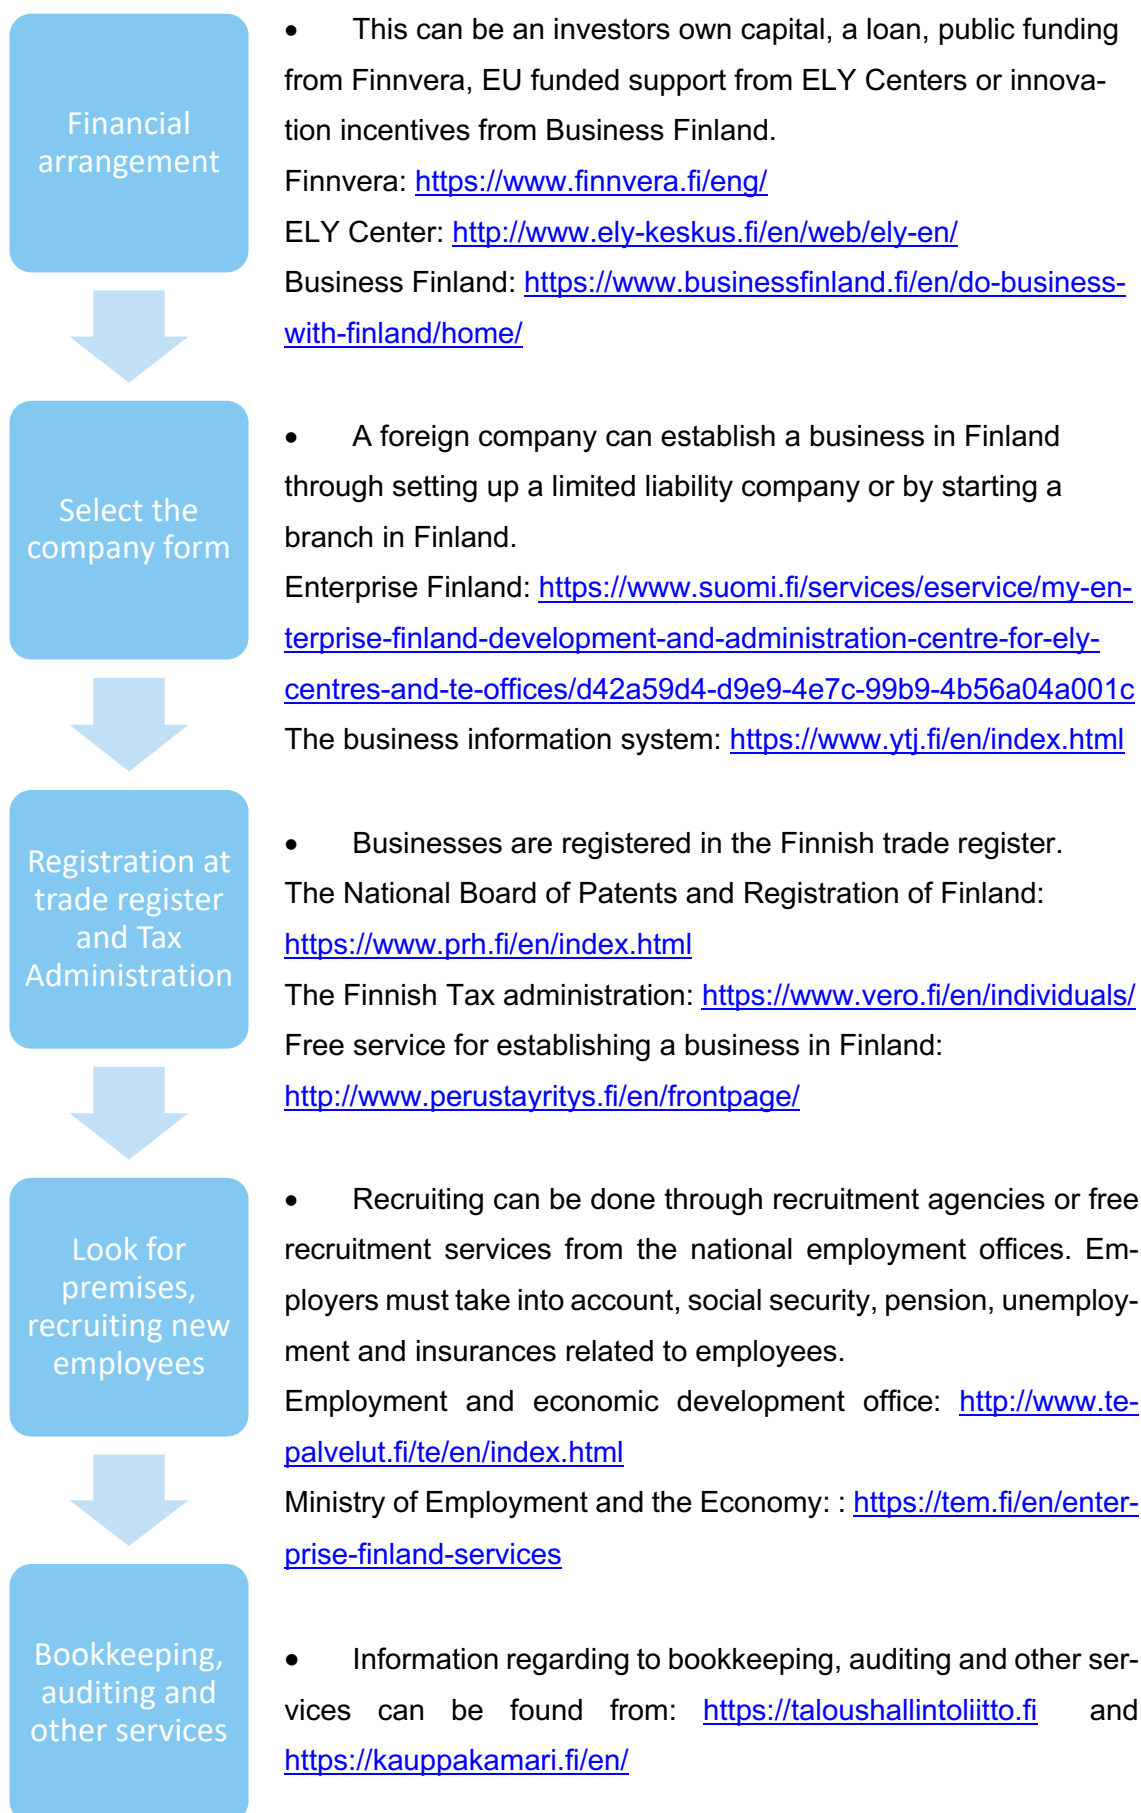 Financial
arrangement
• This can be an investors own capital, a loan, public funding
from Finnvera, EU funded support from ELY Centers or innova-
tion incentives from Business Finland.
Finnvera: https://www.finnvera.fi/eng/
ELY Center: http://www.ely-keskus.fi/en/web/ely-en/
Business Finland: https://www.businessfinland.fi/en/do-business-
with-finland/home/
Select the
company form
• A foreign company can establish a business in Finland
through setting up a limited liability company or by starting a
branch in Finland.
Enterprise Finland: https://www.suomi.fi/services/eservice/my-en-
terprise-finland-development-and-administration-centre-for-ely-
centres-and-te-offices/d42a59d4-d9e9-4e7c-99b9-4b56a04a001c
The business information system: https://www.ytj.fi/en/index.html
Registration at
trade register
and Tax
Administration
• Businesses are registered in the Finnish trade register.
The National Board of Patents and Registration of Finland:
https://www.prh.fi/en/index.html
The Finnish Tax administration: https://www.vero.fi/en/individuals/
Free service for establishing a business in Finland:
http://www.perustayritys.fi/en/frontpage/
Look for
premises,
recruiting new
employees
• Recruiting can be done through recruitment agencies or free
recruitment services from the national employment offices. Em-
ployers must take into account, social security, pension, unemploy-
ment and insurances related to employees.
Employment and economic development office: http://www.te-
palvelut.fi/te/en/index.html
Ministry of Employment and the Economy: : https://tem.fi/en/enter-
prise-finland-services
Bookkeeping,
auditing and
other services
• Information regarding to bookkeeping, auditing and other ser-
vices can be found from: https://taloushallintoliitto.fi and
https://kauppakamari.fi/en/